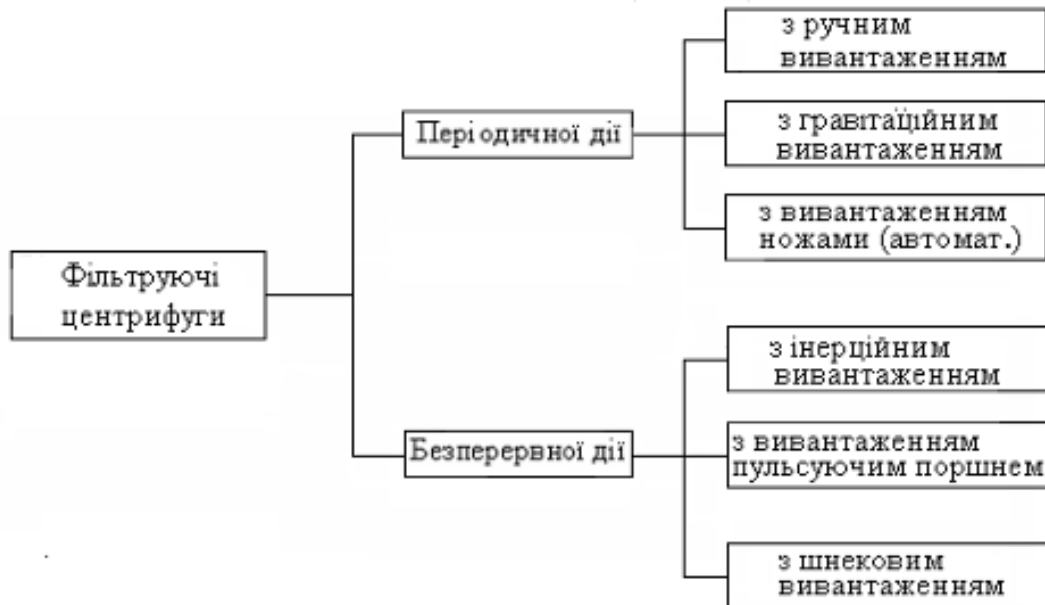 з ручним
вивантаженням
Періодичної дії
з гравітаційним
вивантаженням
з вивантаженням
ножами (автомат.)
Фільтруючі
центрифуги
з інерційним
вивантаженням
Безперервної дії
з вивантаженням
пульсуючим поршнем
з шнековим
вивантаженням